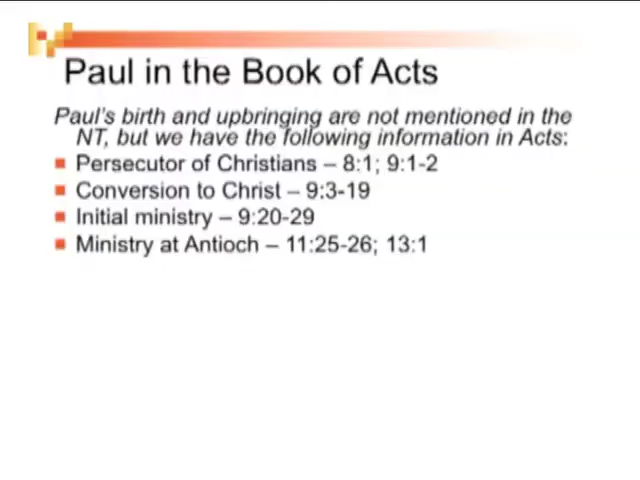 Paul in the Book of Acts
Paul's birth and upbringing are not mentioned in the
NT, but we have the following information in Acts:
Persecutor of Christians – 8:1; 9:1-2
Conversion to Christ – 9:3-19
Initial ministry – 9:20-29
Ministry at Antioch – 11:25-26; 13:1